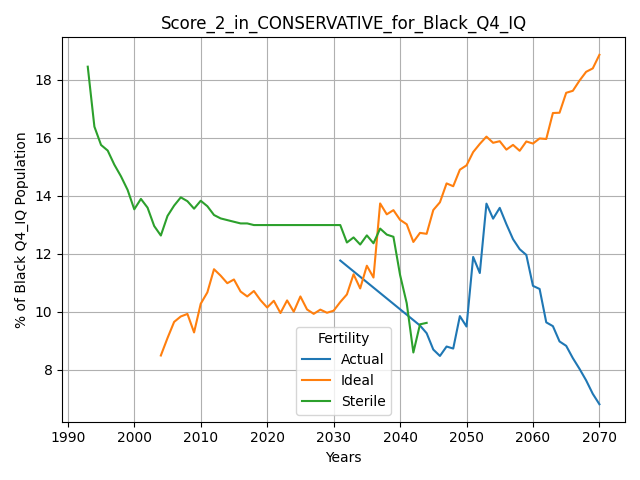 Score_2_in_CONSERVATIVE_for_Black_Q4_IQ
% of Black Q4_IQ Population
18
16
14
12
10
8
Fertility
Actual
Ideal
Sterile
1990 2000 2010 2020 2030 2040 2050 2060 2070
Years